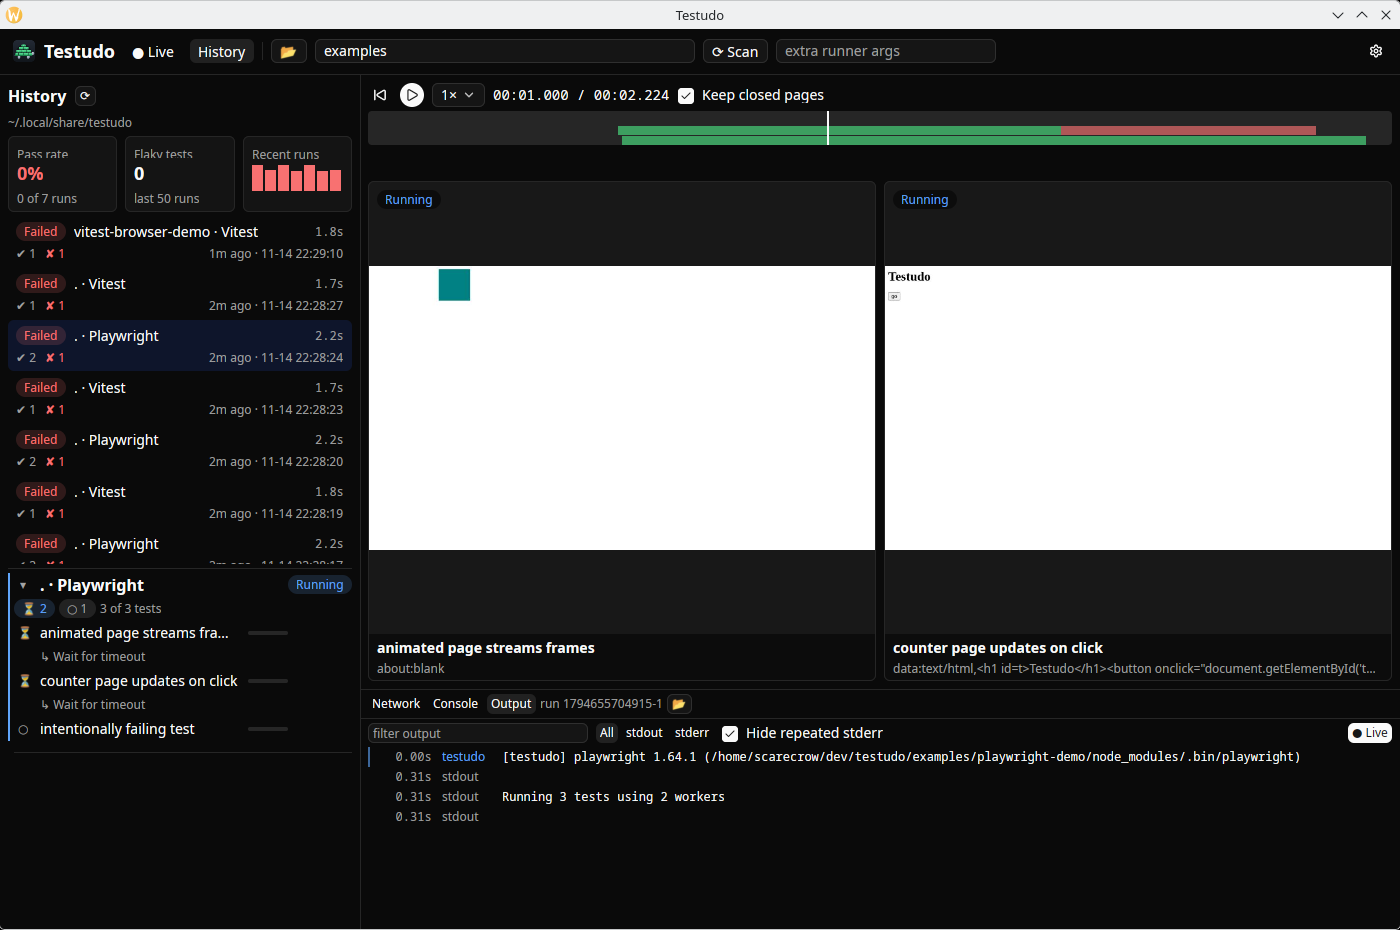 Testudo
Testudo ● Live History examples ⟳ Scan extra runner args
History
~/.local/share/testudo
Pass rate Flaky tests Recent runs
0% 0
0 of 7 runs last 50 runs
Failed vitest-browser-demo · Vitest 1.8s
✔ 1 ✘ 1 1m ago · 11-14 22:29:10
Failed . · Vitest 1.7s
✔ 1 ✘ 1 2m ago · 11-14 22:28:27
Failed . · Playwright 2.2s
✔ 2 ✘ 1 2m ago · 11-14 22:28:24
Failed . · Vitest 1.7s
✔ 1 ✘ 1 2m ago · 11-14 22:28:23
Failed . · Playwright 2.2s
✔ 2 ✘ 1 2m ago · 11-14 22:28:20
Failed . · Vitest 1.8s
✔ 1 ✘ 1 2m ago · 11-14 22:28:19
Failed . · Playwright 2.2s
✔ 2 ✘ 1 2m ago · 11-14 22:28:17
▼ . · Playwright Running
⏳ 2 ○ 1 3 of 3 tests
⏳ animated page streams fra...
↳ Wait for timeout
⏳ counter page updates on click
↳ Wait for timeout
○ intentionally failing test
1× 00:01.000 / 00:02.224 Keep closed pages
Running
animated page streams frames
about:blank
Running
Testudo
go
counter page updates on click
data:text/html,<h1 id=t>Testudo</h1><button onclick="document.getElementById('t...
Network Console Output run 1794655704915-1
filter output All stdout stderr Hide repeated stderr ● Live
0.00s testudo [testudo] playwright 1.64.1 (/home/scarecrow/dev/testudo/examples/playwright-demo/node_modules/.bin/playwright)
0.31s stdout
0.31s stdout Running 3 tests using 2 workers
0.31s stdout